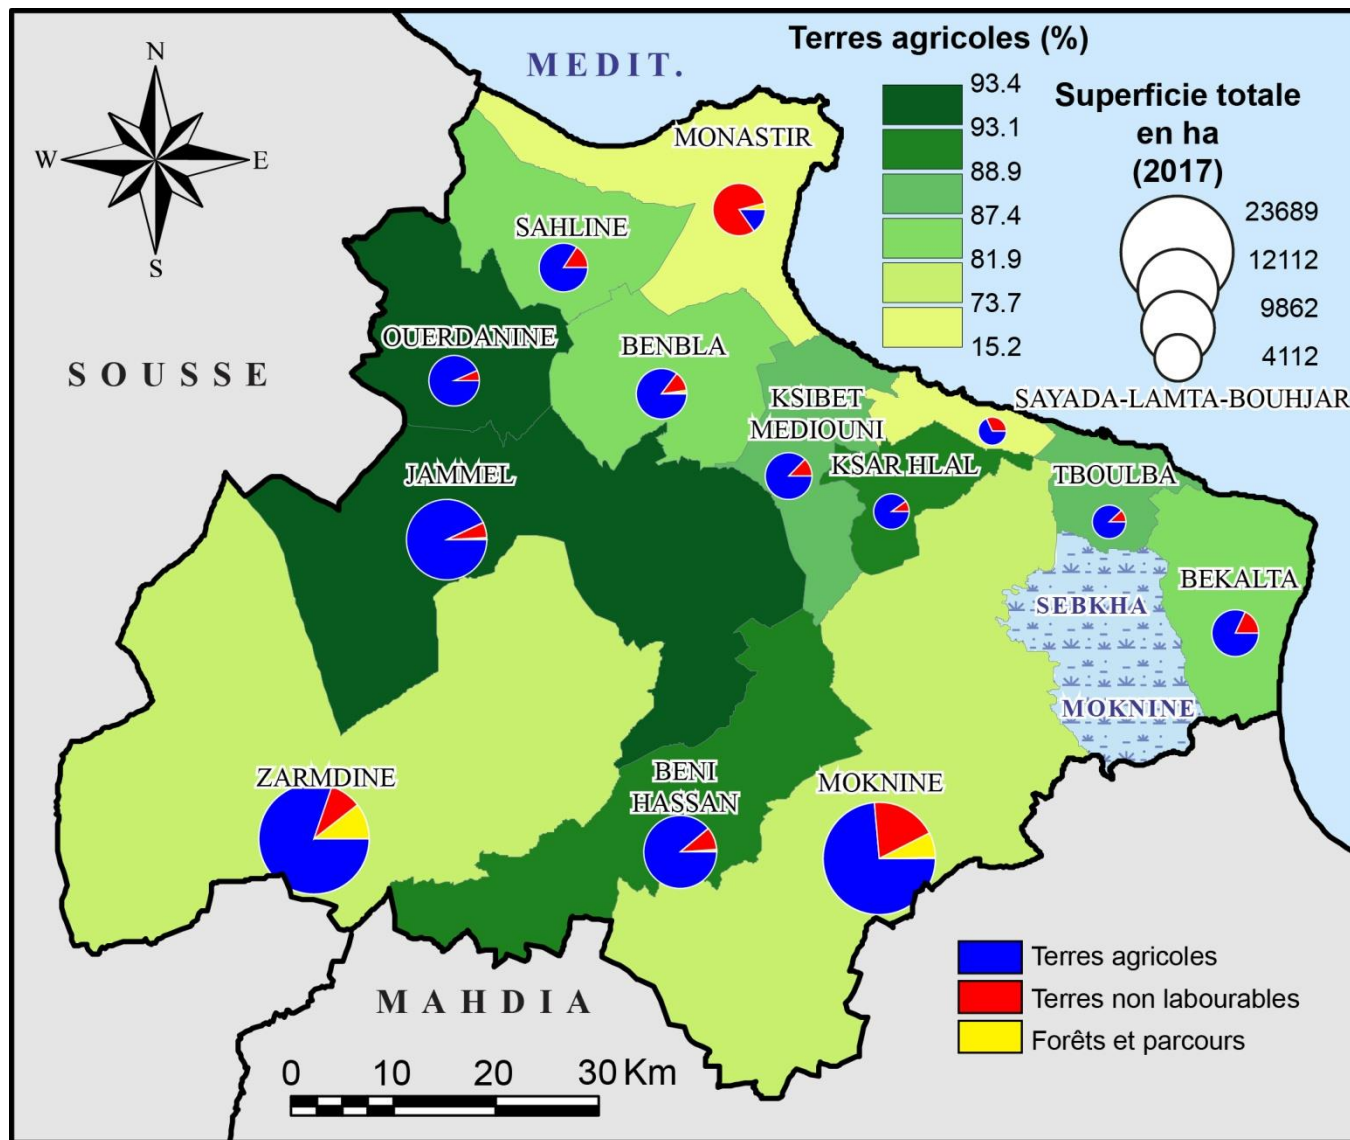 Terres agricoles (%)
MEDIT.
93.4
93.1
88.9
87.4
81.9
73.7
15.2
Superficie totale
en ha
(2017)
23689
12112
9862
4112
N
W
E
S
MONASTIR
SAHLINE
OUERDANINE
BENBLA
SOUSSE
KSIBET
MEDIOUNI
SAYADA-LAMTA-BOUHJAR
KSAR HLAL
TBOULBA
JAMMEL
BEKALTA
SEBKHA
MOKNINE
ZARMDINE
BENI
HASSAN
MOKNINE
MAHDIA
Terres agricoles
Terres non labourables
Forêts et parcours
0 10 20 30 Km